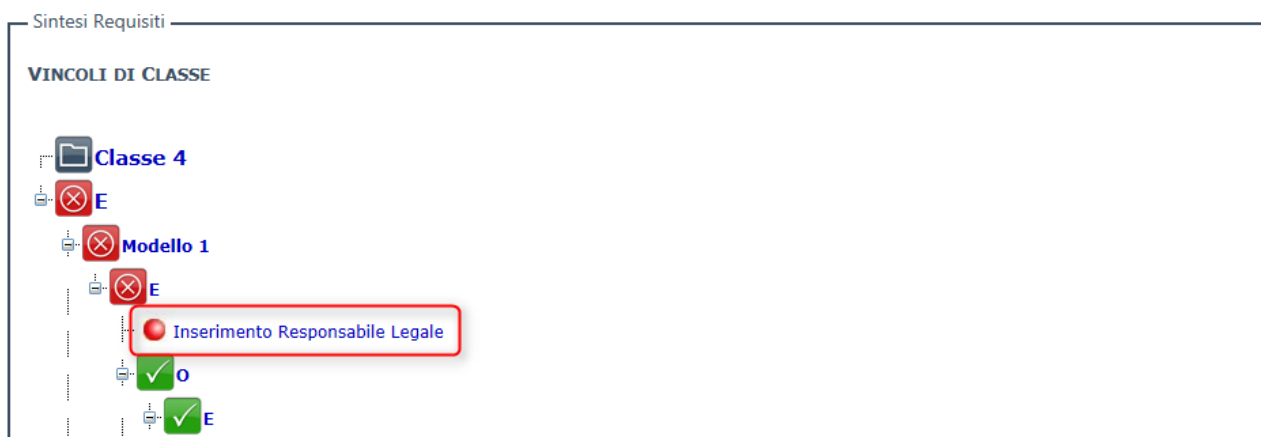 Sintesi Requisiti
VINCOLI DI CLASSE
Classe 4
E
Modello 1
E
Inserimento Responsabile Legale
O
E